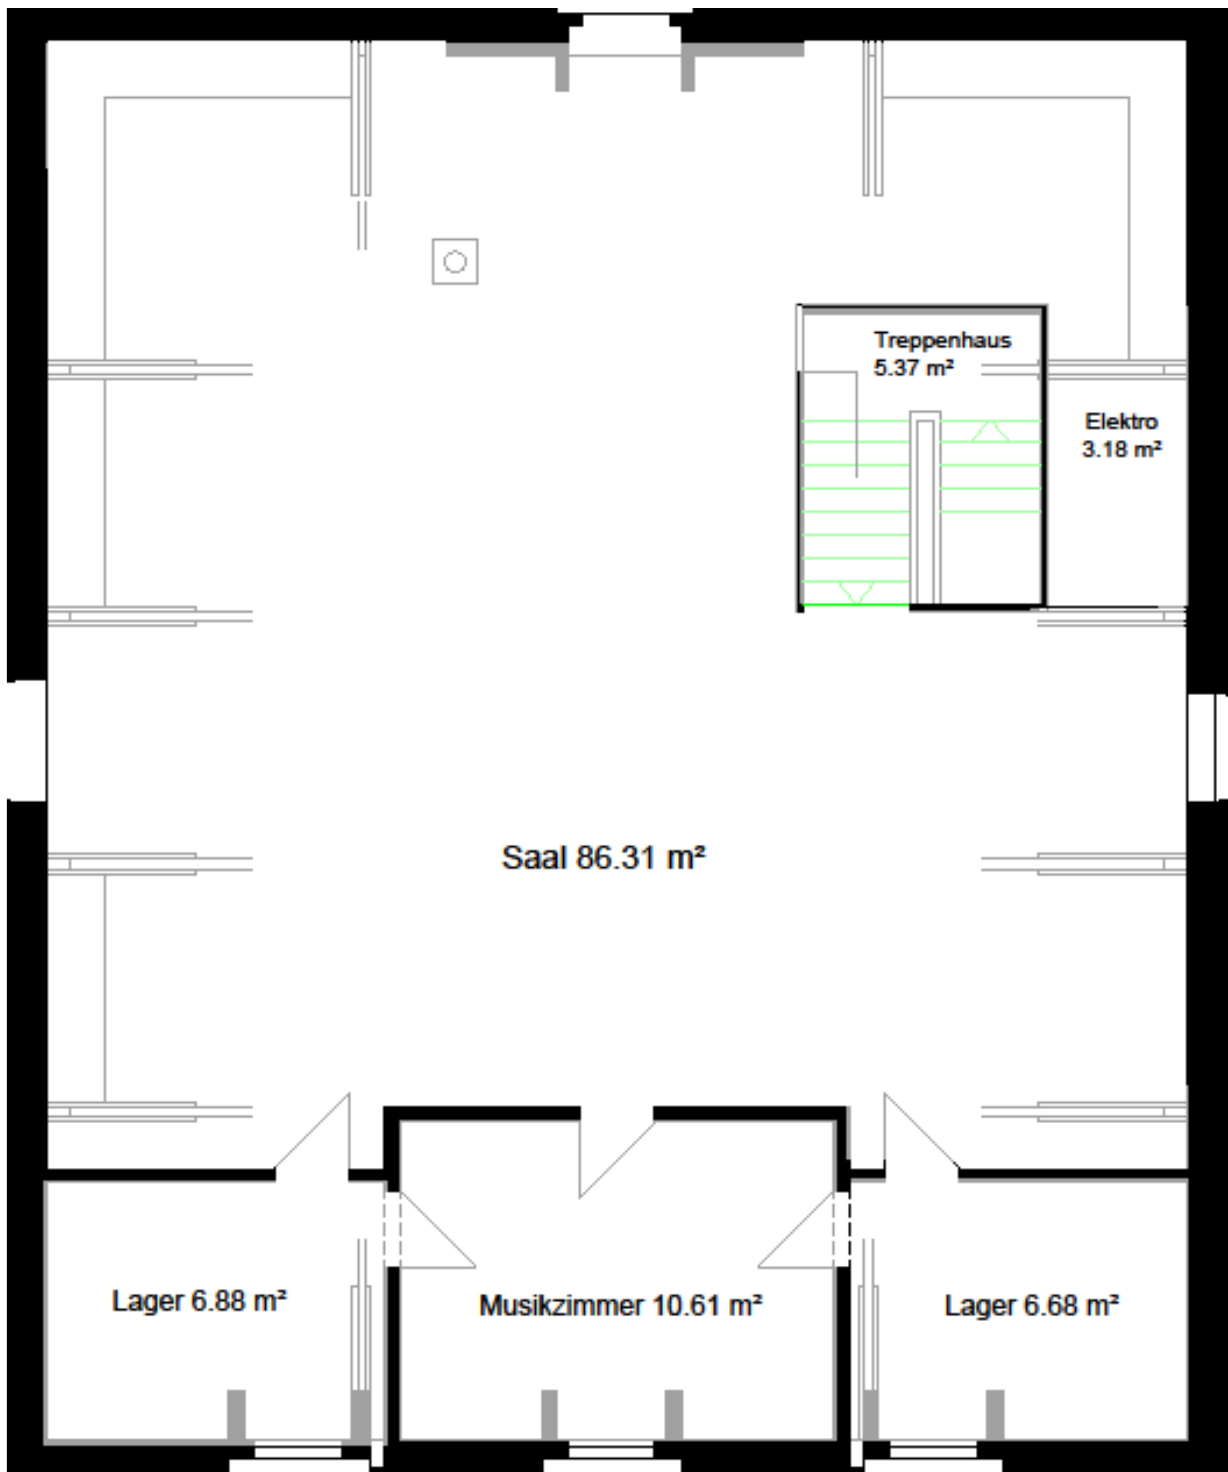 Treppenhaus
5.37 m²
Elektro
3.18 m²
Saal 86.31 m²
Lager 6.88 m²
Musikzimmer 10.61 m²
Lager 6.68 m²